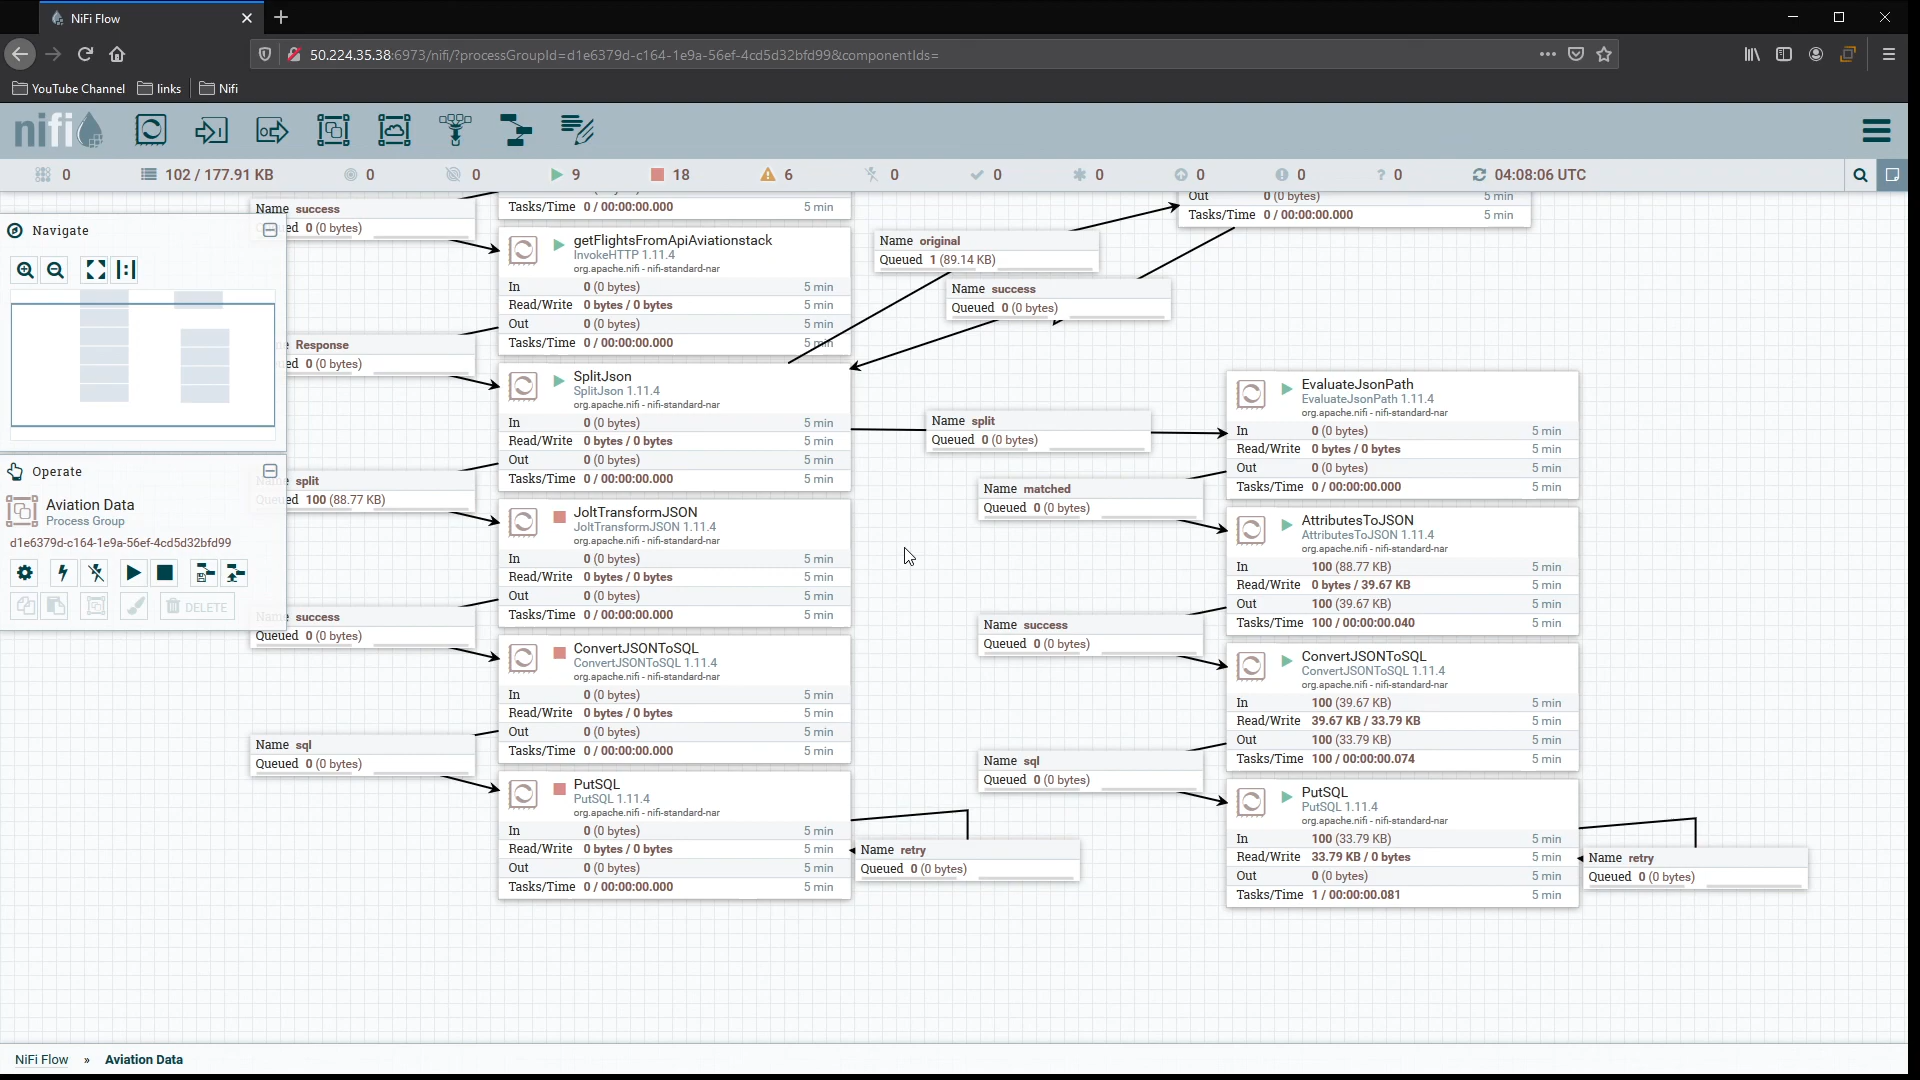 NiFi Flow
50.224.35.38:6973/nifi/?processGroupId=d1e6379d-c164-1e9a-56ef-4cd5d32bfd99&componentIds=
YouTube Channel
links
Nifi
nifi
0
102 / 177.91 KB
0
0
9
18
6
0
0
0
0
0
0
04:08:06 UTC
Name success
0 (0 bytes)
Navigate
Response
ed 0 (0 bytes)
Operate
Aviation Data
Process Group
d1e6379d-c164-1e9a-56ef-4cd5d32bfd99
DELETE
split
Queued 100 (88.77 KB)
Name success
Queued 0 (0 bytes)
Name sql
Queued 0 (0 bytes)
Tasks/Time 0 / 00:00:00.000 5 min
getFlightsFromApiAviationstack
InvokeHTTP 1.11.4
org.apache.nifi - nifi-standard-nar
In 0 (0 bytes) 5 min
Read/Write 0 bytes / 0 bytes 5 min
Out 0 (0 bytes) 5 min
Tasks/Time 0 / 00:00:00.000 5 min
SplitJson
SplitJson 1.11.4
org.apache.nifi - nifi-standard-nar
In 0 (0 bytes) 5 min
Read/Write 0 bytes / 0 bytes 5 min
Out 0 (0 bytes) 5 min
Tasks/Time 0 / 00:00:00.000 5 min
JoltTransformJSON
JoltTransformJSON 1.11.4
org.apache.nifi - nifi-standard-nar
In 0 (0 bytes) 5 min
Read/Write 0 bytes / 0 bytes 5 min
Out 0 (0 bytes) 5 min
Tasks/Time 0 / 00:00:00.000 5 min
ConvertJSONToSQL
ConvertJSONToSQL 1.11.4
org.apache.nifi - nifi-standard-nar
In 0 (0 bytes) 5 min
Read/Write 0 bytes / 0 bytes 5 min
Out 0 (0 bytes) 5 min
Tasks/Time 0 / 00:00:00.000 5 min
PutSQL
PutSQL 1.11.4
org.apache.nifi - nifi-standard-nar
In 0 (0 bytes) 5 min
Read/Write 0 bytes / 0 bytes 5 min
Out 0 (0 bytes) 5 min
Tasks/Time 0 / 00:00:00.000 5 min
Name retry
Queued 0 (0 bytes)
Out 0 (0 bytes) 5 min
Tasks/Time 0 / 00:00:00.000 5 min
Name original
Queued 1 (89.14 KB)
Name success
Queued 0 (0 bytes)
Name split
Queued 0 (0 bytes)
Name matched
Queued 0 (0 bytes)
Name success
Queued 0 (0 bytes)
Name sql
Queued 0 (0 bytes)
EvaluateJsonPath
EvaluateJsonPath 1.11.4
org.apache.nifi - nifi-standard-nar
In 0 (0 bytes) 5 min
Read/Write 0 bytes / 0 bytes 5 min
Out 0 (0 bytes) 5 min
Tasks/Time 0 / 00:00:00.000 5 min
AttributesToJSON
AttributesToJSON 1.11.4
org.apache.nifi - nifi-standard-nar
In 100 (88.77 KB) 5 min
Read/Write 0 bytes / 39.67 KB 5 min
Out 100 (39.67 KB) 5 min
Tasks/Time 100 / 00:00:00.040 5 min
ConvertJSONToSQL
ConvertJSONToSQL 1.11.4
org.apache.nifi - nifi-standard-nar
In 100 (39.67 KB) 5 min
Read/Write 39.67 KB / 33.79 KB 5 min
Out 100 (33.79 KB) 5 min
Tasks/Time 100 / 00:00:00.074 5 min
PutSQL
PutSQL 1.11.4
org.apache.nifi - nifi-standard-nar
In 100 (33.79 KB) 5 min
Read/Write 33.79 KB / 0 bytes 5 min
Out 0 (0 bytes) 5 min
Tasks/Time 1 / 00:00:00.081 5 min
Name retry
Queued 0 (0 bytes)
NiFi Flow » Aviation Data